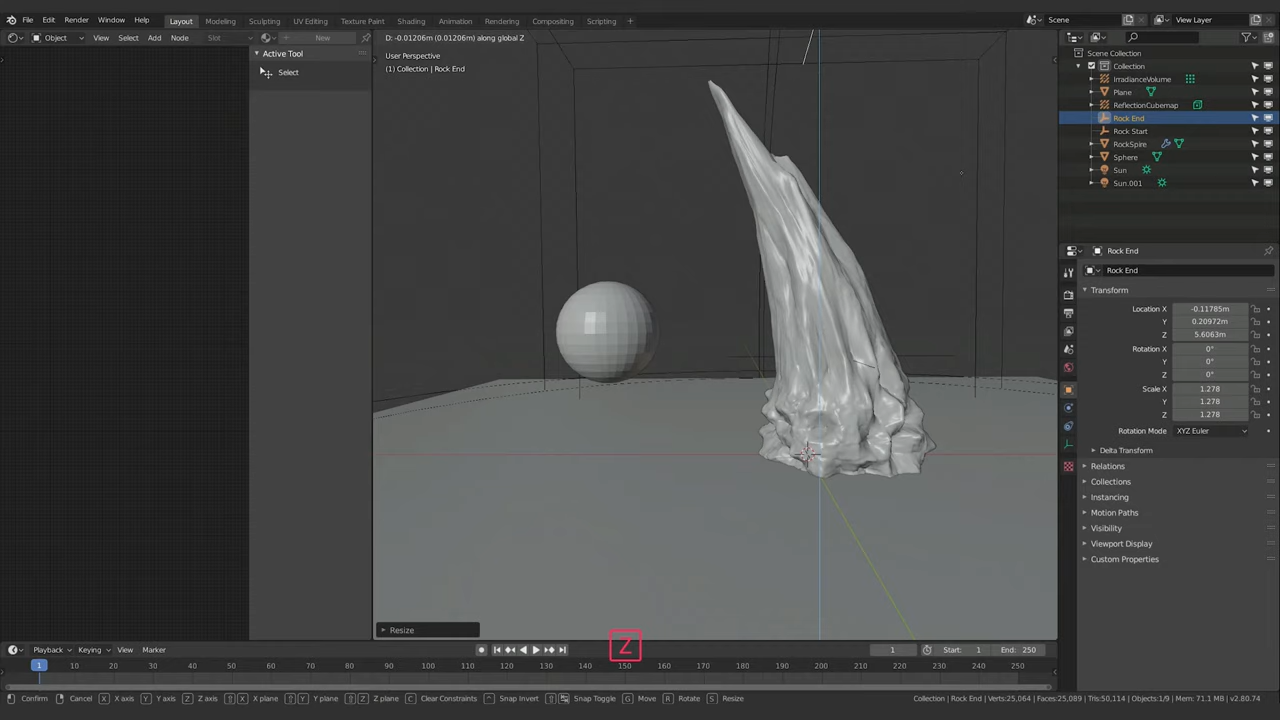 File Edit Render Window Help Layout Modeling Sculpting UV Editing Texture Paint Shading Animation Rendering Compositing Scripting + Scene View Layer
Object View Select Add Node Slot New
D: -0.01206m (0.01206m) along global Z
Active Tool
Select
User Perspective
(1) Collection | Rock End
Resize
Z
Scene Collection
Collection
IrradianceVolume
Plane
ReflectionCubemap
Rock End
Rock Start
RockSpire
Sphere
Sun
Sun.001
Rock End
Rock End
Transform
Location X -0.11785m
Y 0.20972m
Z 5.6063m
Rotation X 0°
Y 0°
Z 0°
Scale X 1.278
Y 1.278
Z 1.278
Rotation Mode XYZ Euler
Delta Transform
Relations
Collections
Instancing
Motion Paths
Visibility
Viewport Display
Custom Properties
Playback Keying View Marker 1 Start: 1 End: 250
1 10 20 30 40 50 60 70 80 90 100 110 120 130 140 150 160 170 180 190 200 210 220 230 240 250
Confirm Cancel X X axis Y Y axis Z Z axis X X plane Y Y plane Z Z plane C Clear Constraints Snap Invert Snap Toggle G Move R Rotate S Resize Collection | Rock End | Verts:25,064 | Faces:25,089 | Tris:50,114 | Objects:1/9 | Mem: 71.1 MB | v2.80.74